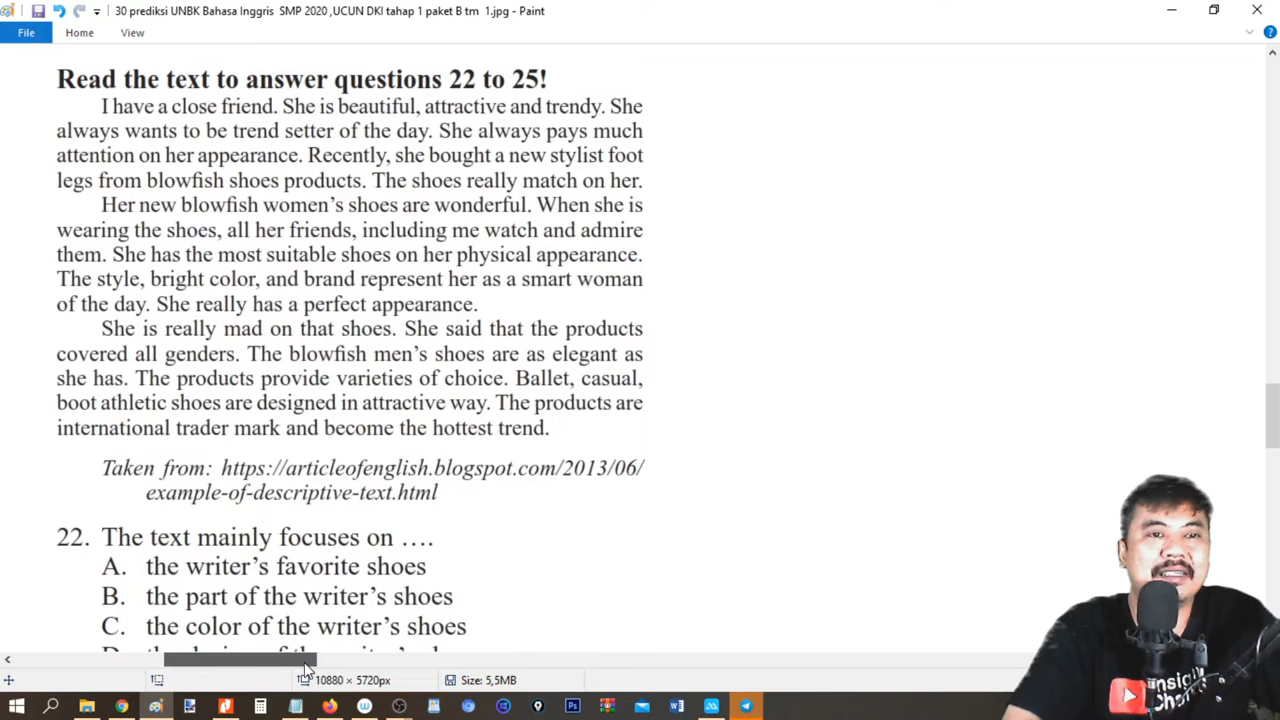 30 prediksi UNBK Bahasa Inggris SMP 2020 ,UCUN DKI tahap 1 paket B tm 1.jpg - Paint
File Home View
Read the text to answer questions 22 to 25!
I have a close friend. She is beautiful, attractive and trendy. She
always wants to be trend setter of the day. She always pays much
attention on her appearance. Recently, she bought a new stylist foot
legs from blowfish shoes products. The shoes really match on her.
Her new blowfish women's shoes are wonderful. When she is
wearing the shoes, all her friends, including me watch and admire
them. She has the most suitable shoes on her physical appearance.
The style, bright color, and brand represent her as a smart woman
of the day. She really has a perfect appearance.
She is really mad on that shoes. She said that the products
covered all genders. The blowfish men's shoes are as elegant as
she has. The products provide varieties of choice. Ballet, casual,
boot athletic shoes are designed in attractive way. The products are
international trader mark and become the hottest trend.
Taken from: https://articleofenglish.blogspot.com/2013/06/
example-of-descriptive-text.html
22. The text mainly focuses on ….
A. the writer's favorite shoes
B. the part of the writer's shoes
C. the color of the writer's shoes
10880 × 5720px
Size: 5,5MB